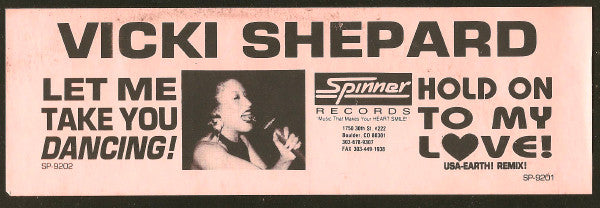 VICKI SHEPARD
LET ME
TAKE YOU
DANCING!
SP-9202
Spinner
RECORDS
"Music That Makes Your HEART SMILE"
1750 30th St. #222
Boulder, CO 80301
303-678-9307
FAX 303-449-1938
HOLD ON
TO MY
L♥VE!
USA-EARTH! REMIX!
SP-9201